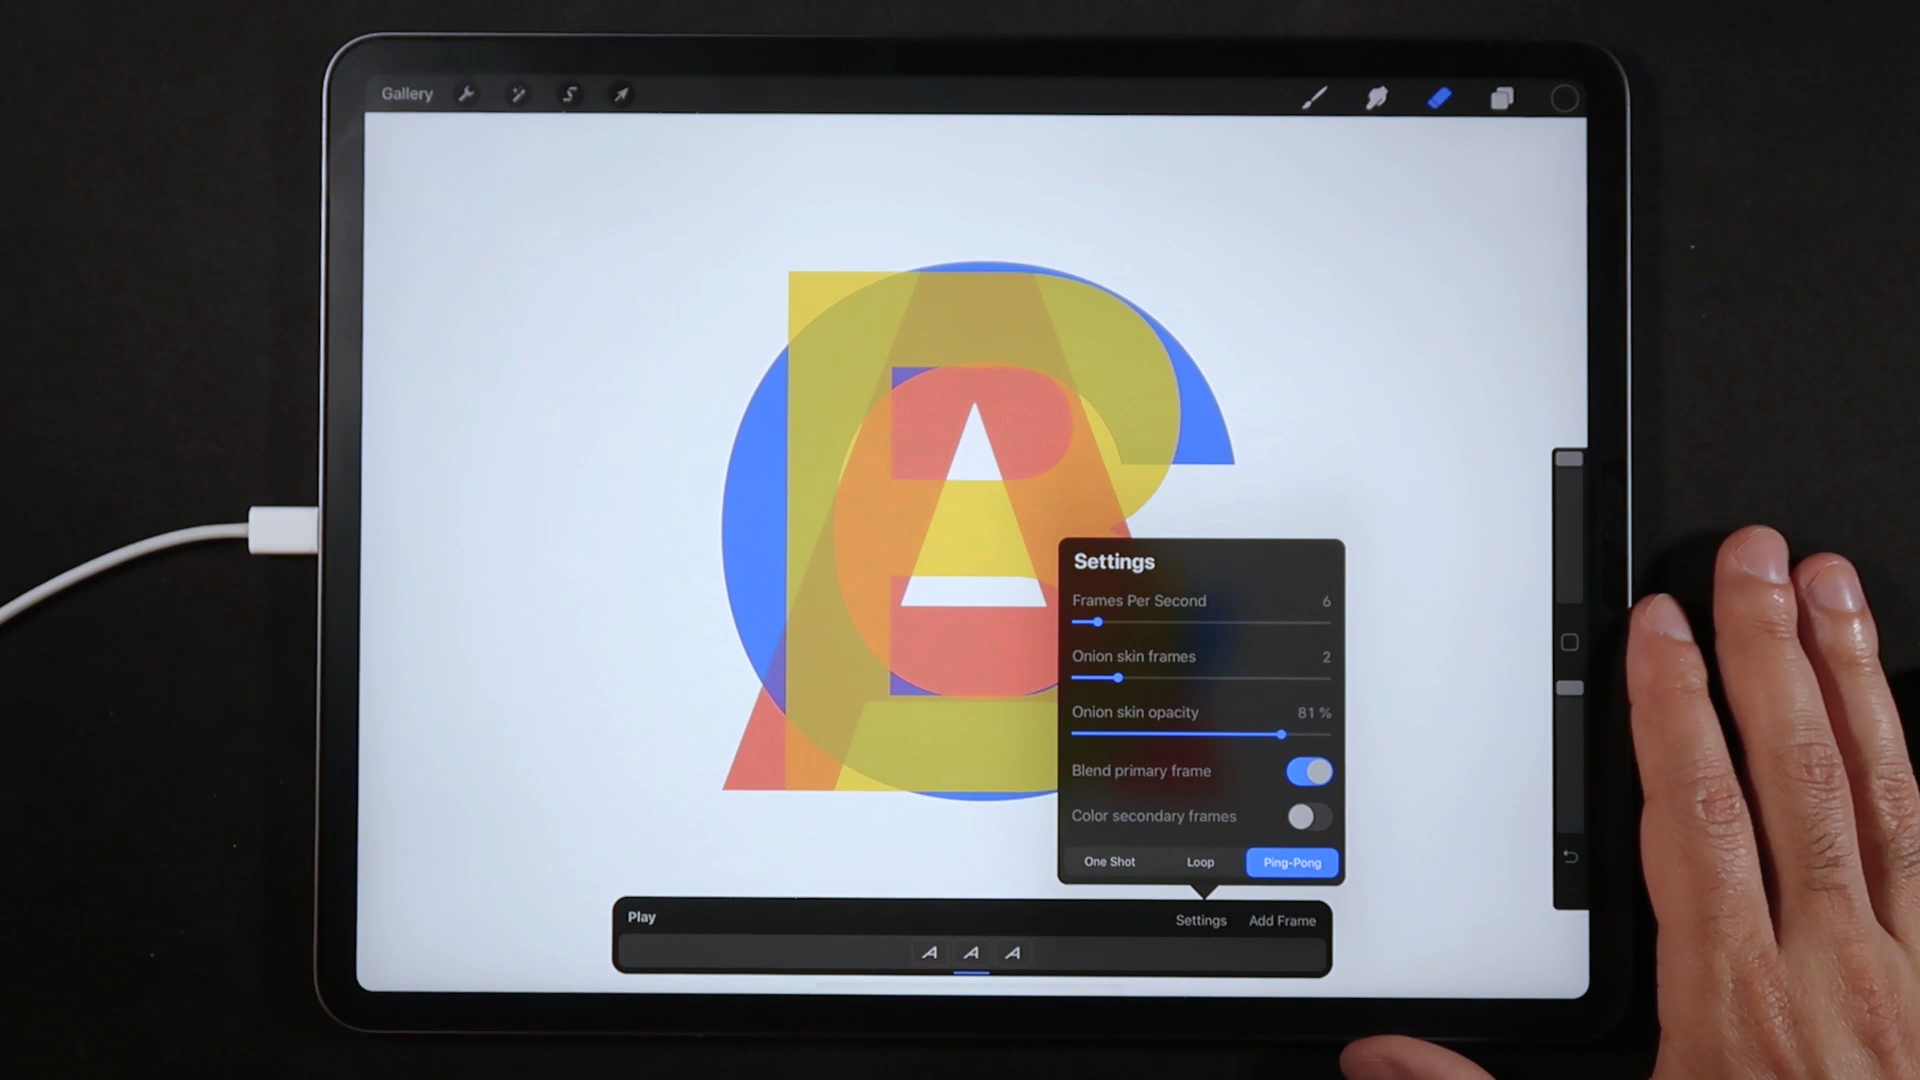 Gallery
A
B
C
Settings
Frames Per Second 6
Onion skin frames 2
Onion skin opacity 81 %
Blend primary frame
Color secondary frames
One Shot Loop Ping-Pong
Play Settings Add Frame
A A A